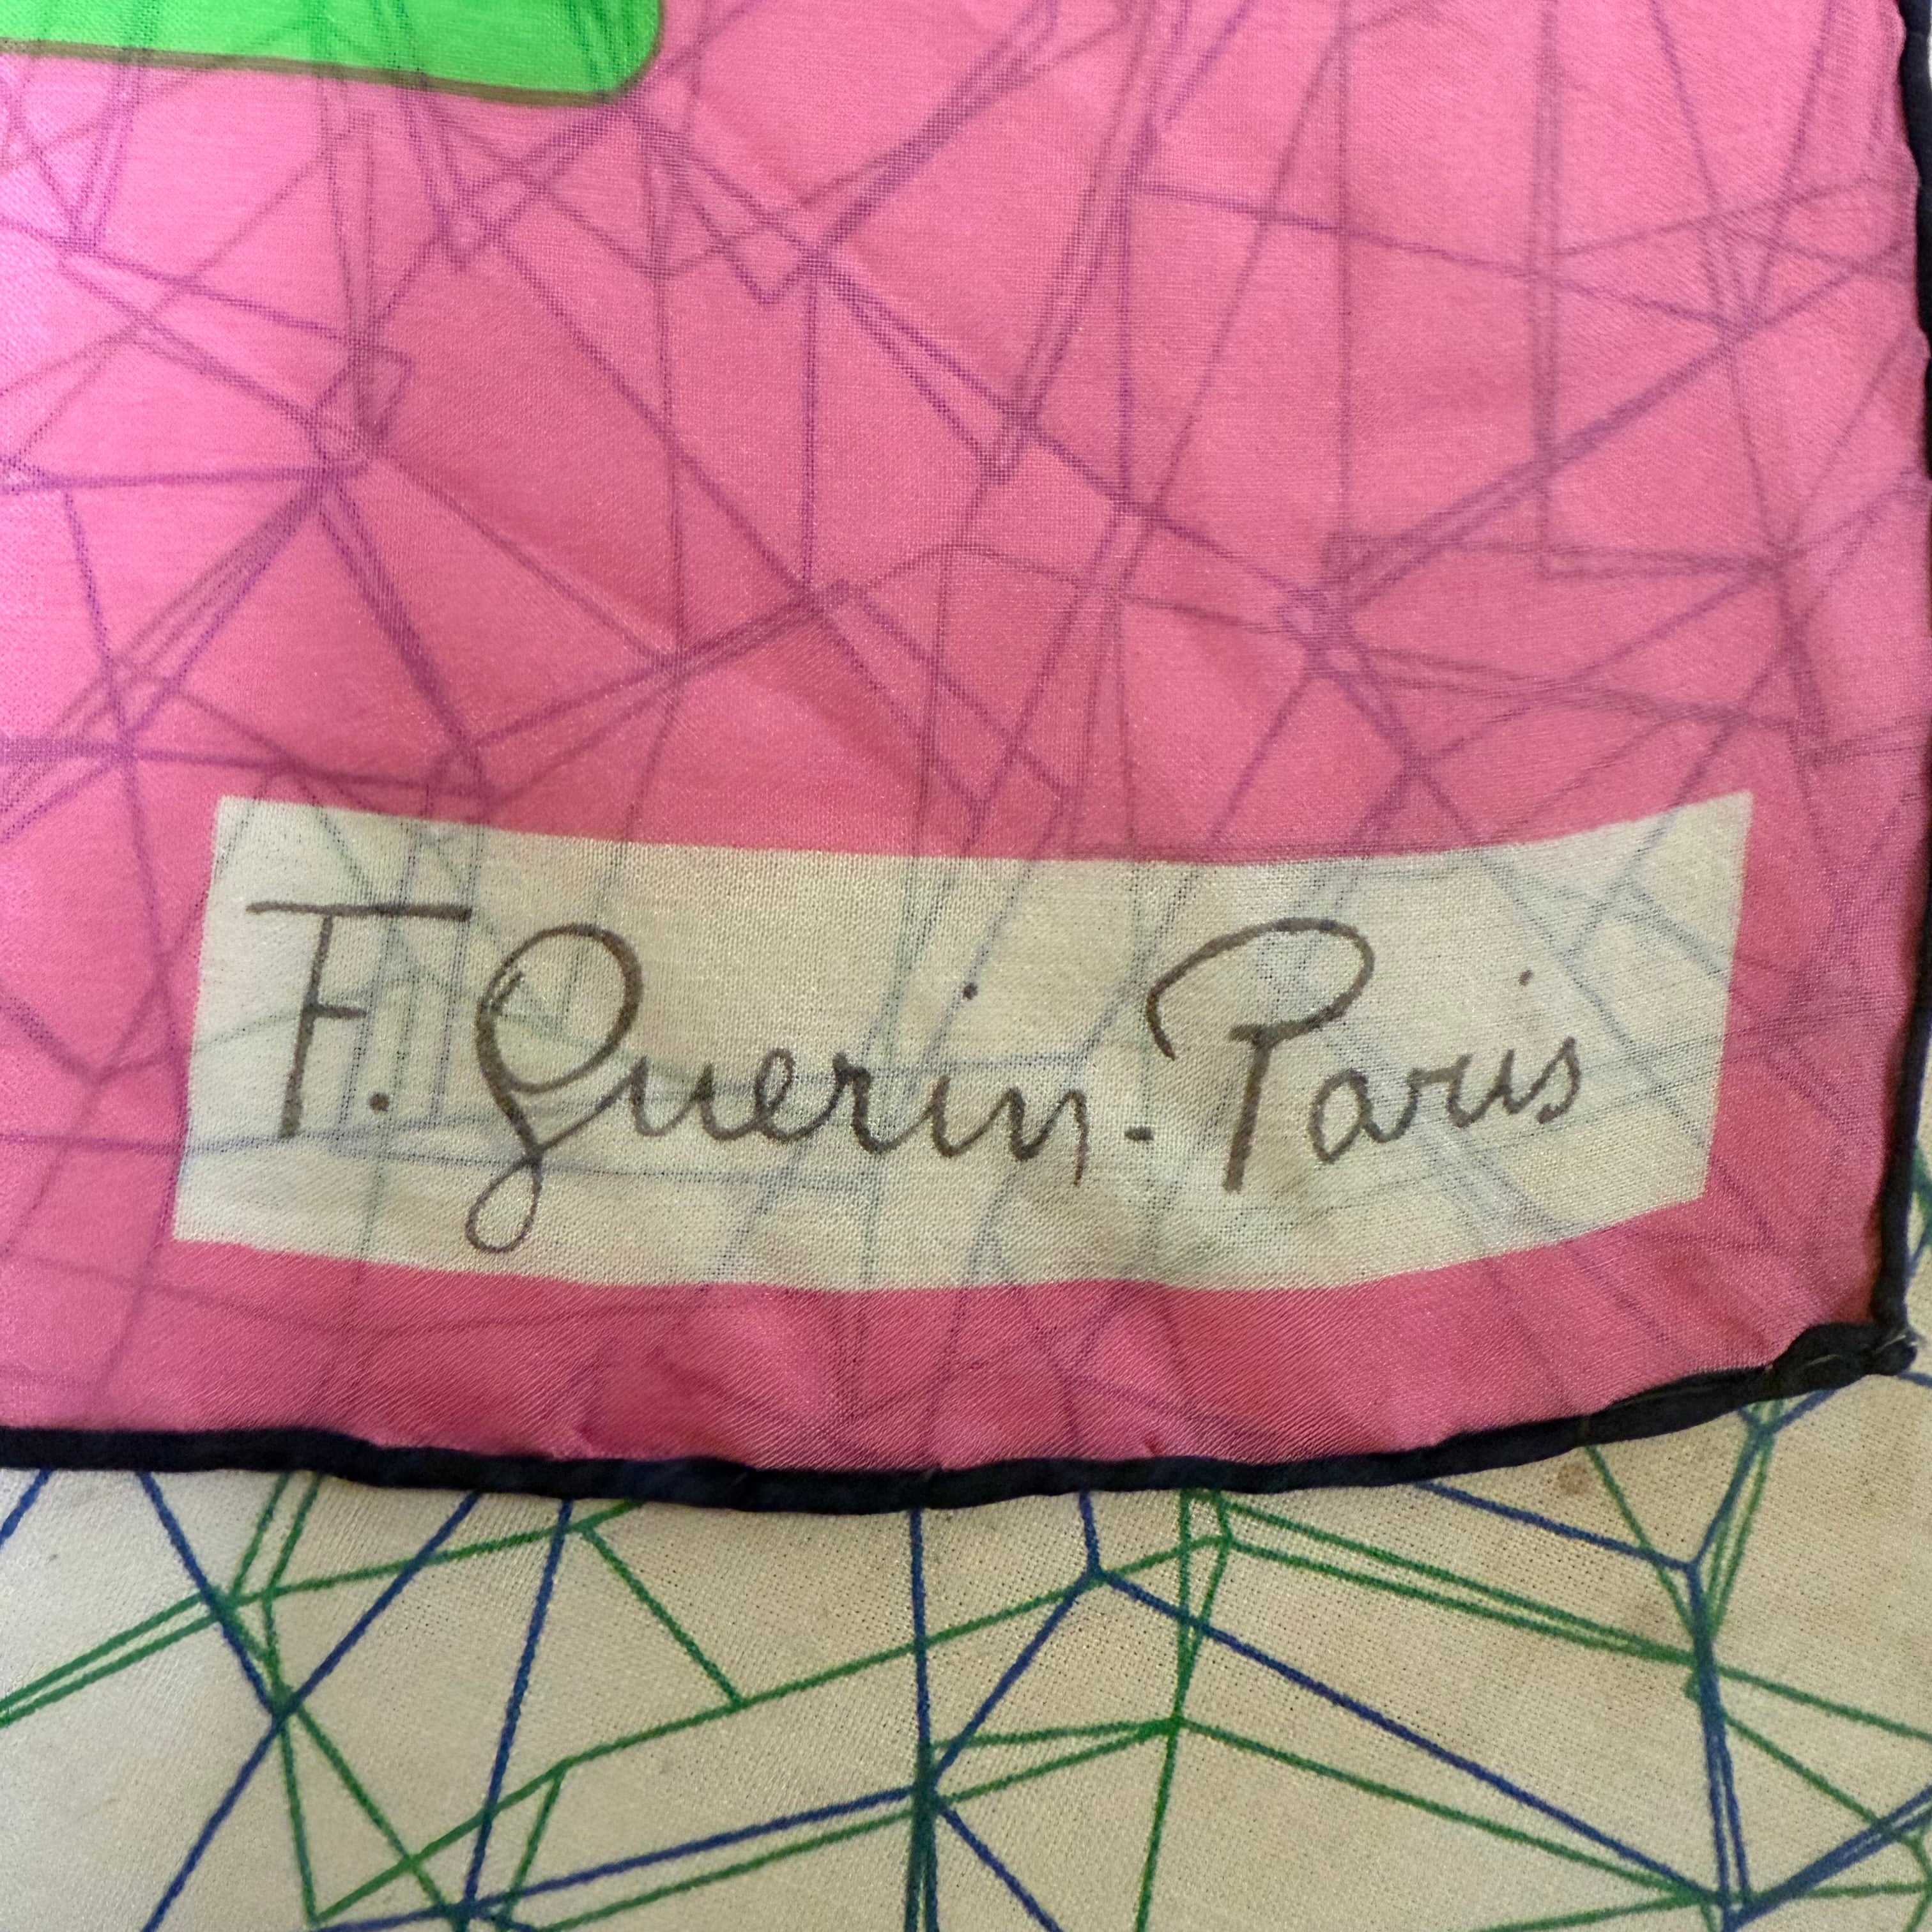 F. Guerin - Paris